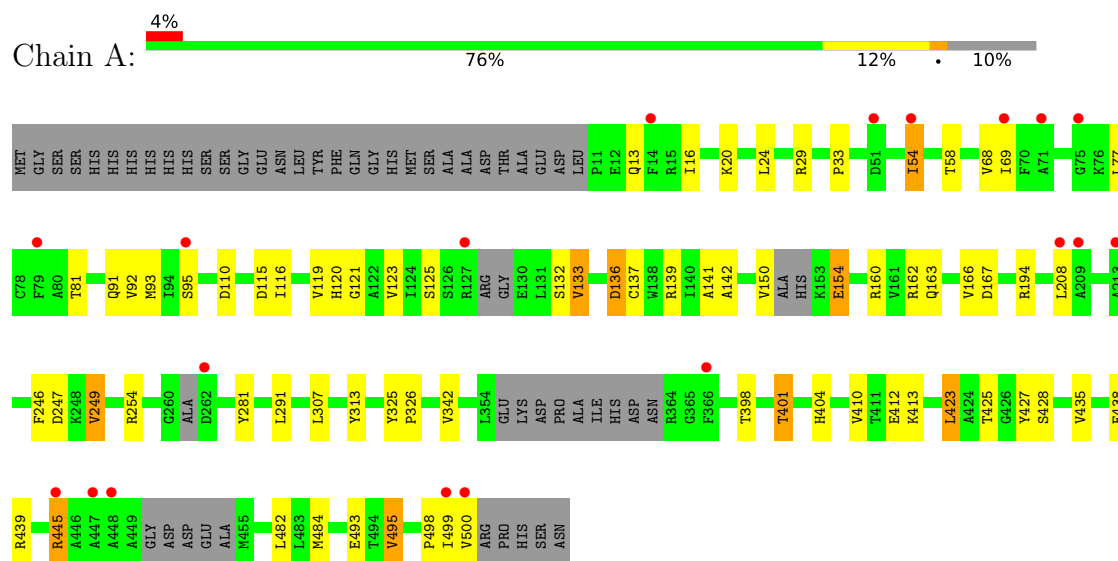 4%
Chain A:
76% 12% • 10%
MET GLY SER SER HIS HIS HIS HIS HIS HIS SER SER GLY GLU ASN LEU TYR PHE GLN GLY HIS MET SER ALA ALA ASP THR ALA GLU ASP LEU P11 E12 Q13 F14 R15 I16 K20 L24 R29 P33 D51 I54 T58 V68 I69 F70 A71 G75 K76 L77
C78 F79 A80 T81 Q91 V92 M93 I94 S95 D110 D115 I116 V119 H120 G121 A122 V123 I124 S125 S126 R127 ARG GLY E130 L131 S132 V133 D136 C137 W138 R139 I140 A141 A142 V150 ALA HIS K153 E154 R160 V161 R162 Q163 V166 D167 R194 L208 A209 A213
F246 D247 K248 V249 R254 G260 ALA D262 Y281 L291 L307 Y313 Y325 P326 V342 L354 GLU LYS ASP PRO ALA ILE HIS ASP ASN R364 G365 F366 T398 T401 H404 V410 T411 E412 K413 L423 A424 T425 G426 Y427 S428 V435
R439 R445 A446 A447 A448 A449 GLY ASP ASP GLU ALA M455 L482 L483 M484 E493 T494 V495 P498 I499 V500 ARG PRO HIS SER ASN